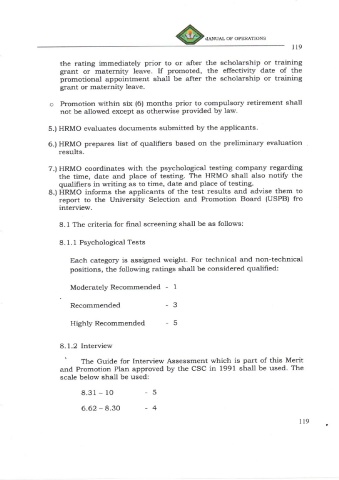 MANUAL OF OPERATIONS
119
the rating immediately prior to or after the scholarship or training
grant or maternity leave. If promoted, the effectivity date of the
promotional appointment shall be after the scholarship or training
grant or maternity leave.
o Promotion within six (6) months prior to compulsory retirement shall
not be allowed except as otherwise provided by law.
5.) HRMO evaluates documents submitted by the applicants.
6.) HRMO prepares list of qualifiers based on the preliminary evaluation
results.
7.) HRMO coordinates with the psychological testing company regarding
the time, date and place of testing. The HRMO shall also notify the
qualifiers in writing as to time, date and place of testing.
8.) HRMO informs the applicants of the test results and advise them to
report to the University Selection and Promotion Board (USPB) fro
interview.
8.1 The criteria for final screening shall be as follows:
8.1.1 Psychological Tests
Each category is assigned weight. For technical and non-technical
positions, the following ratings shall be considered qualified:
Moderately Recommended - 1
Recommended - 3
Highly Recommended - 5
8.1.2 Interview
The Guide for Interview Assessment which is part of this Merit
and Promotion Plan approved by the CSC in 1991 shall be used. The
scale below shall be used:
8.31 – 10 - 5
6.62 – 8.30 - 4
119